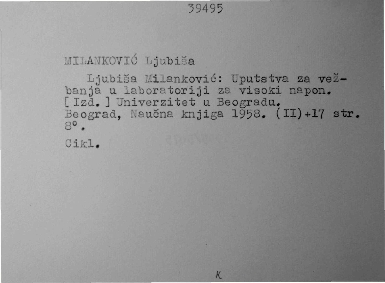 39495
MILANKOVIĆ Ljubiša
Ljubiša Milanković: Uputstva za vež-
banja u laboratoriji za visoki napon.
[Izd.] Univerzitet u Beogradu.
Beograd, Naučna knjiga 1958. (II)+17 str.
8°.
Cikl.
K